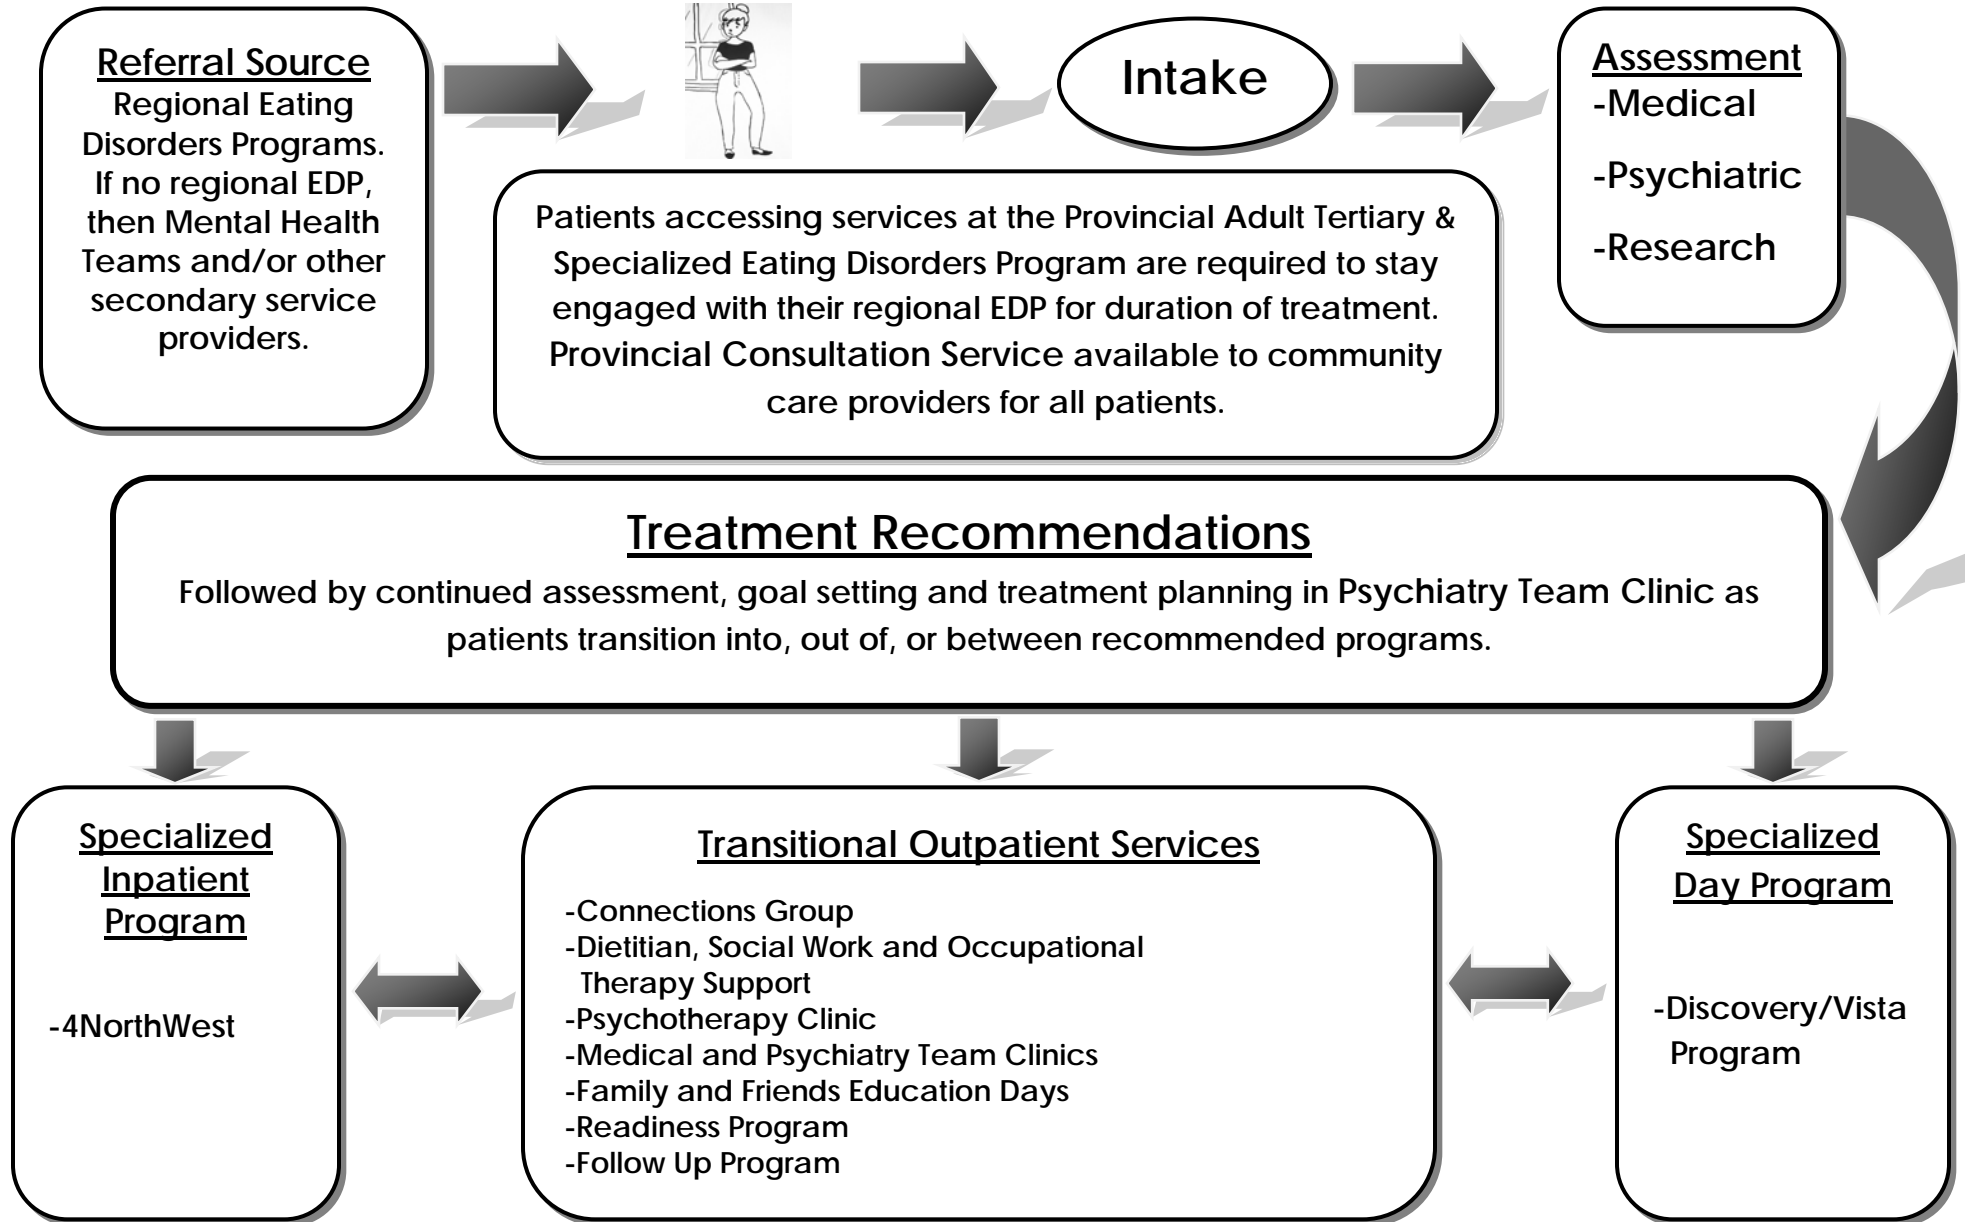 Referral Source
Regional Eating
Disorders Programs.
If no regional EDP,
then Mental Health
Teams and/or other
secondary service
providers.
Intake
Assessment
-Medical
-Psychiatric
-Research
Patients accessing services at the Provincial Adult Tertiary &
Specialized Eating Disorders Program are required to stay
engaged with their regional EDP for duration of treatment.
Provincial Consultation Service available to community
care providers for all patients.
Treatment Recommendations
Followed by continued assessment, goal setting and treatment planning in Psychiatry Team Clinic as
patients transition into, out of, or between recommended programs.
Specialized
Inpatient
Program
-4NorthWest
Transitional Outpatient Services
-Connections Group
-Dietitian, Social Work and Occupational
Therapy Support
-Psychotherapy Clinic
-Medical and Psychiatry Team Clinics
-Family and Friends Education Days
-Readiness Program
-Follow Up Program
Specialized
Day Program
-Discovery/Vista
Program